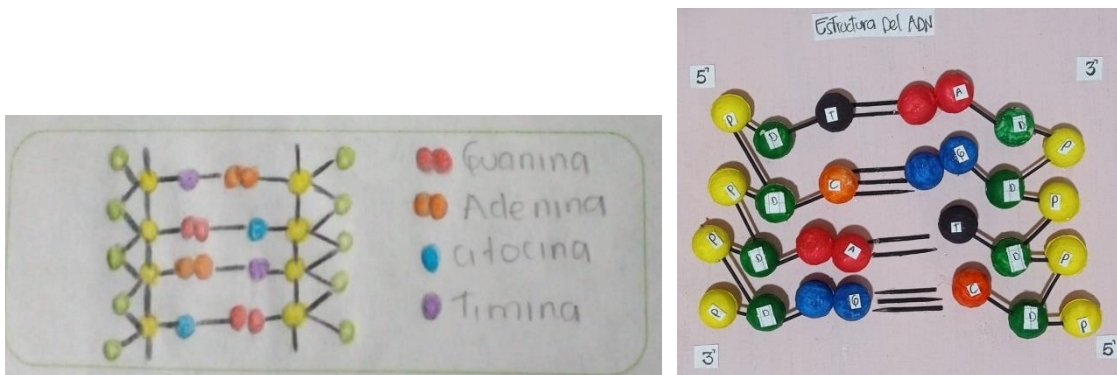 Guanina
Adenina
Citocina
Timina
Estructura Del ADN
5'
3'
P
D
T
A
D
P
P
D
C
G
D
P
P
D
A
T
D
P
P
D
G
C
D
P
3'
5'